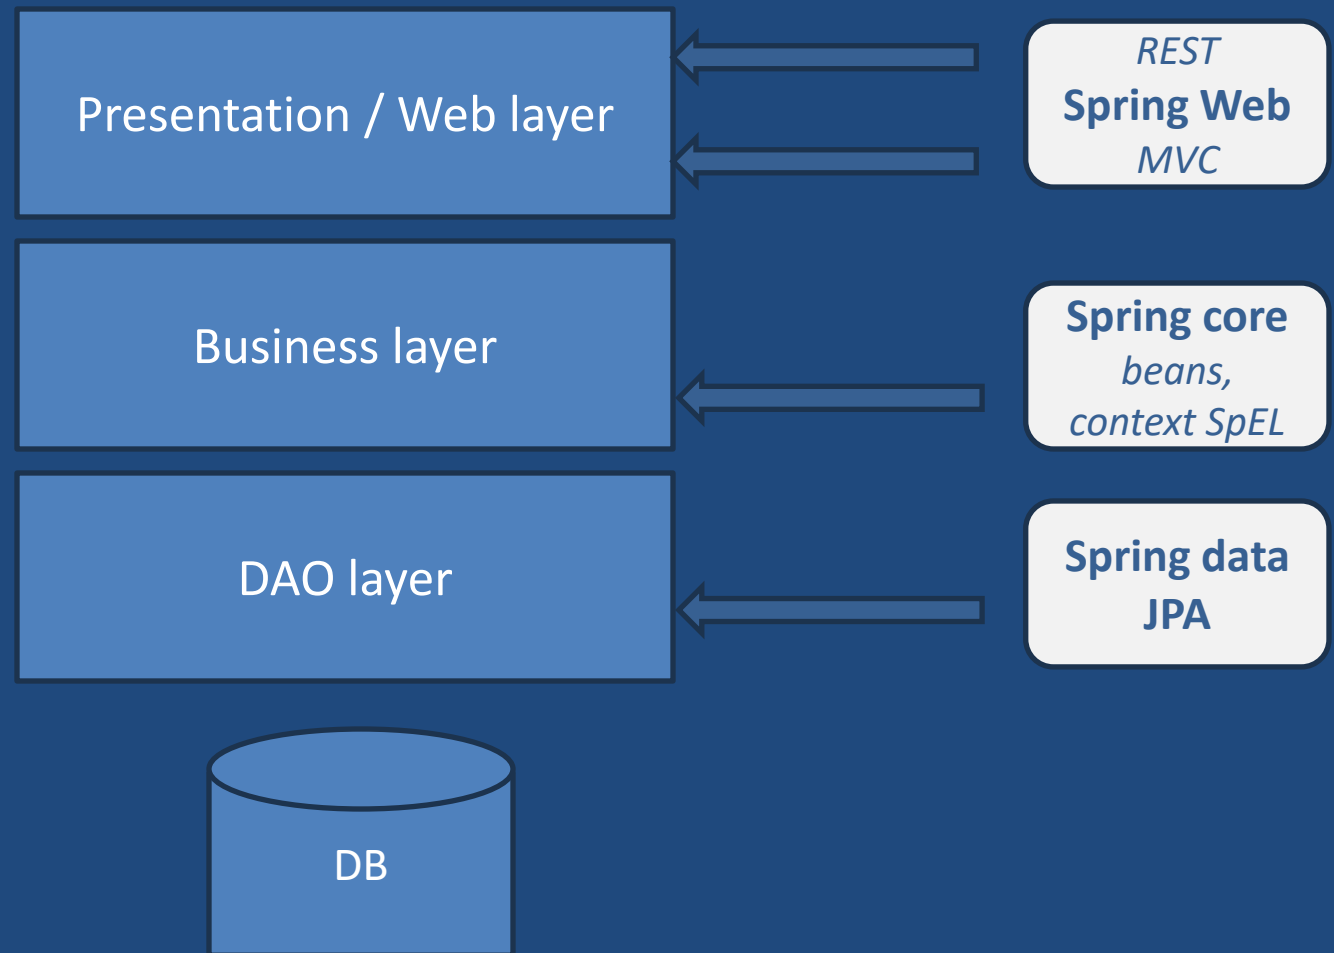 Presentation / Web layer
REST
Spring Web
MVC
Business layer
Spring core
beans,
context SpEL
DAO layer
Spring data
JPA
DB